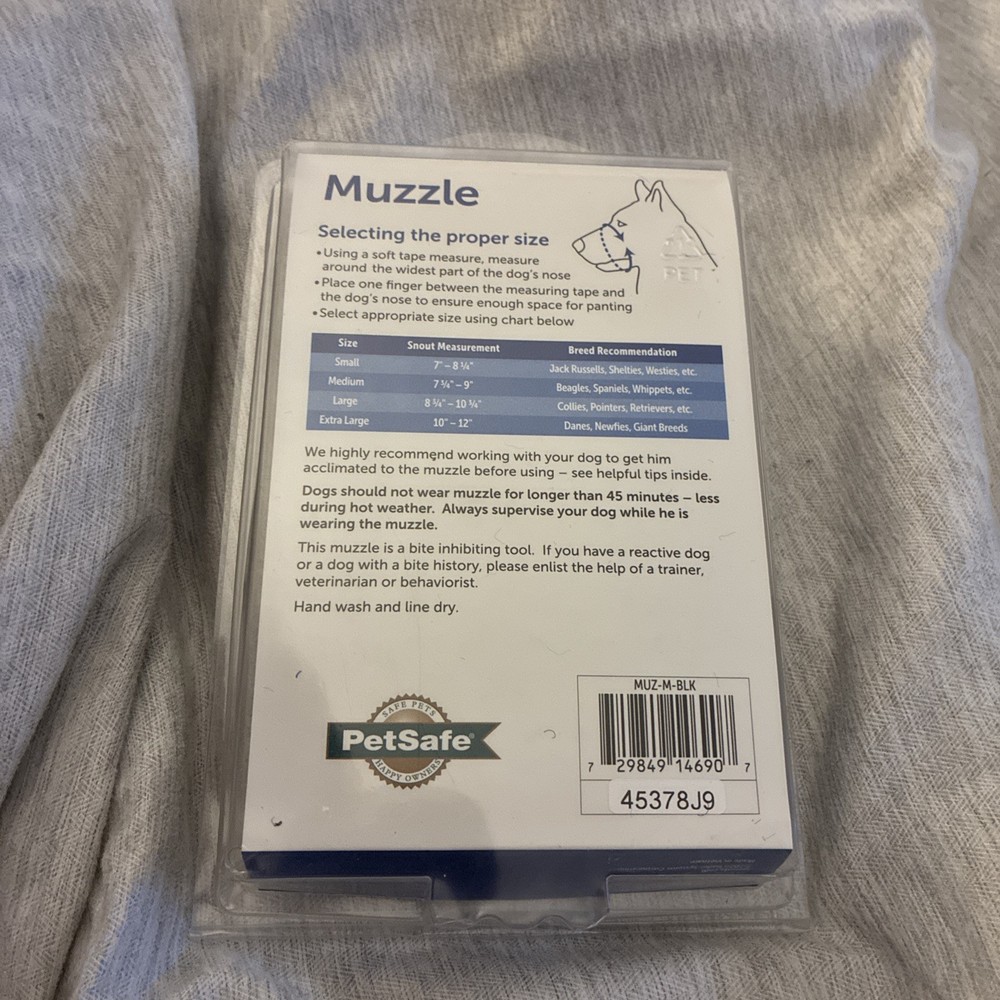 Muzzle
Selecting the proper size
•Using a soft tape measure, measure
around the widest part of the dog's nose
•Place one finger between the measuring tape and
the dog's nose to ensure enough space for panting
•Select appropriate size using chart below
PET
Size Snout Measurement Breed Recommendation
Small 7" – 8 ¼" Jack Russells, Shelties, Westies, etc.
Medium 7 ¾" – 9" Beagles, Spaniels, Whippets, etc.
Large 8 ¾" – 10 ¼" Collies, Pointers, Retrievers, etc.
Extra Large 10" – 12" Danes, Newfies, Giant Breeds
We highly recommend working with your dog to get him
acclimated to the muzzle before using – see helpful tips inside.
Dogs should not wear muzzle for longer than 45 minutes – less
during hot weather. Always supervise your dog while he is
wearing the muzzle.
This muzzle is a bite inhibiting tool. If you have a reactive dog
or a dog with a bite history, please enlist the help of a trainer,
veterinarian or behaviorist.
Hand wash and line dry.
SAFE PETS
PetSafe®
HAPPY OWNERS
MUZ-M-BLK
7 29849 14690 7
45378J9